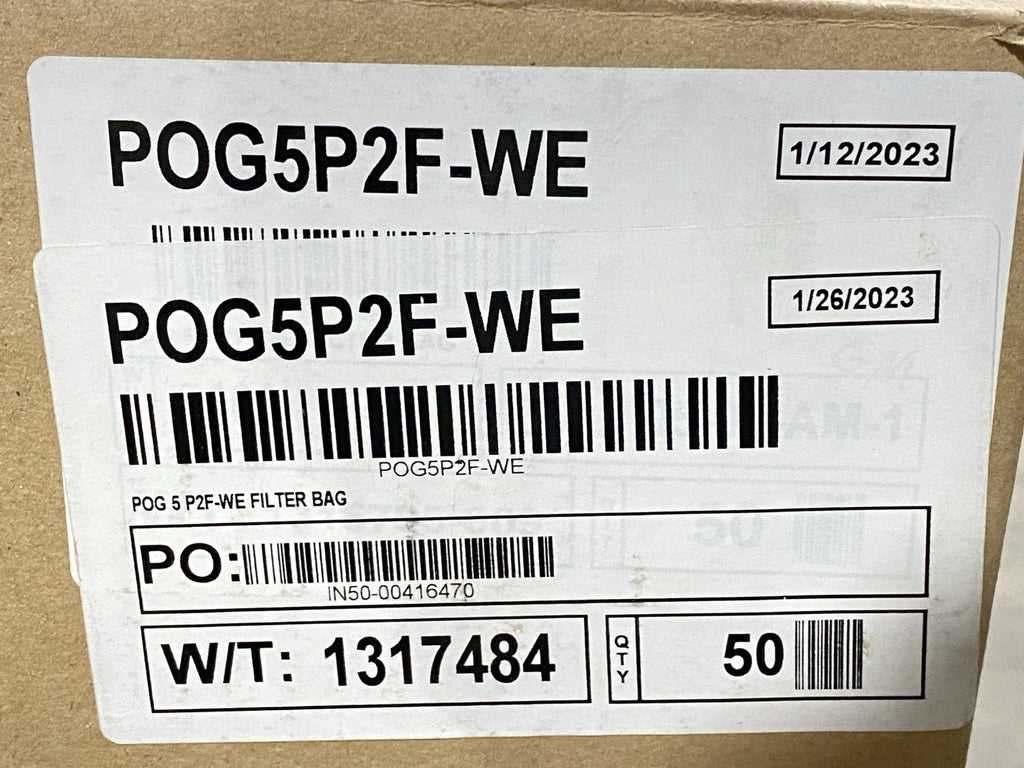 POG5P2F-WE
1/12/2023
POG5P2F-WE
1/26/2023
POG5P2F-WE
POG 5 P2F-WE FILTER BAG
PO:
IN50-00416470
W/T: 1317484
QTY
50